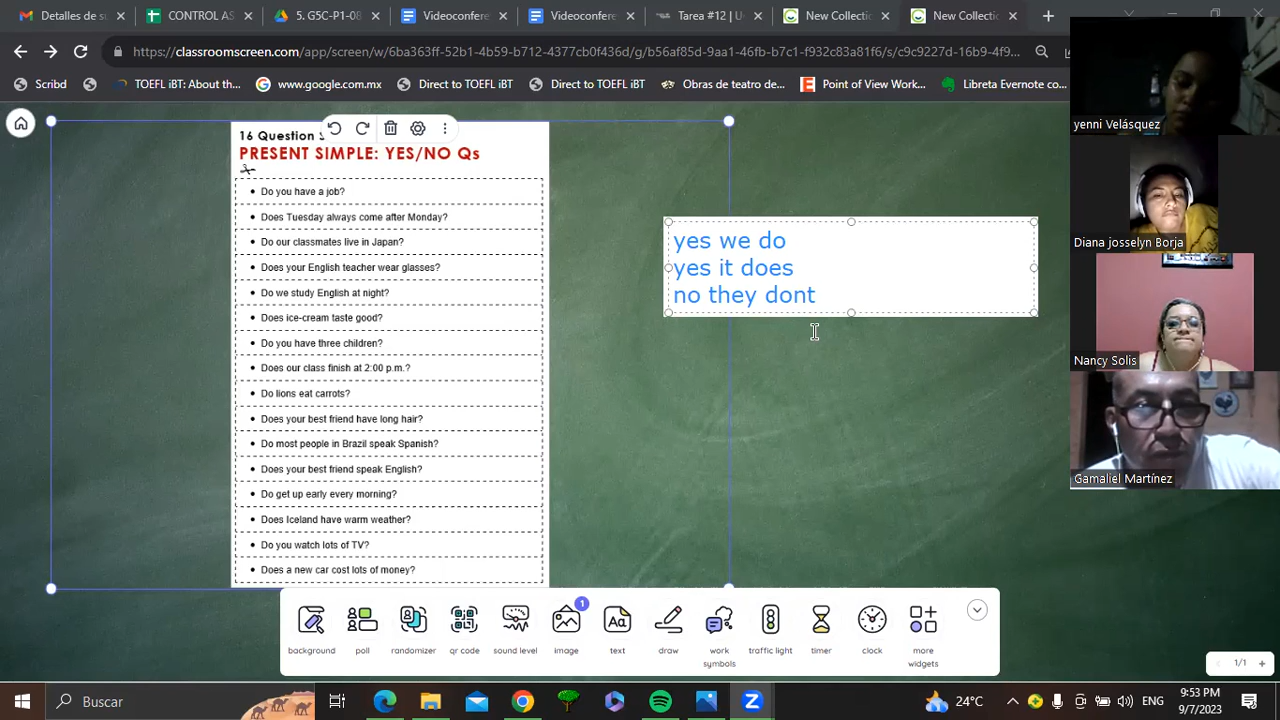 CONTROLAS
5. G5C-P1-
Videoconfere
Videoconfere
Tarea #12 | U
New Collectio
New Collectio
https://classroomscreen.com/app/screen/w/6ba363ff-52b1-4b59-b712-4377cb0f436d/g/b56af85d-9aa1-46fb-b7c1-f932c83a81f6/s/c9c9227d-16b9-4f9...
Scribd
TOEFL iBT: About th...
www.google.com/
Direct to TOEFL iBT
Direct to TOEFL iBT
Obras de teatro de...
Point of View Work...
Libreta Evernote co...
16 Question S
PRESENT SIMPLE: YES/NO Qs
• Do you have a job?
• Does Tuesday always come after Monday?
• Do our classmates live in Japan?
• Does your English teacher wear glasses?
• Do we study English at night?
• Does ice-cream taste good?
• Do you have three children?
• Does our class finish at 2:00 p.m.?
• Do lions eat carrots?
• Does your best friend have long hair?
• Do most people in Brazil speak Spanish?
• Does your best friend speak English?
• Do get up early every morning?
• Does Iceland have warm weather?
• Do you watch lots of TV?
• Does a new car cost lots of money?
yes we do
yes it does
no they dont
yenni Velásquez
Diana josselyn Borja
Nancy Solis
Gamaliel Martínez
1
background
poll
randomizer
qr code
sound level
image
text
draw
work symbols
traffic light
timer
clock
more widgets
1/1
Buscar
24°C
ENG
9:53 PM
9/7/2023